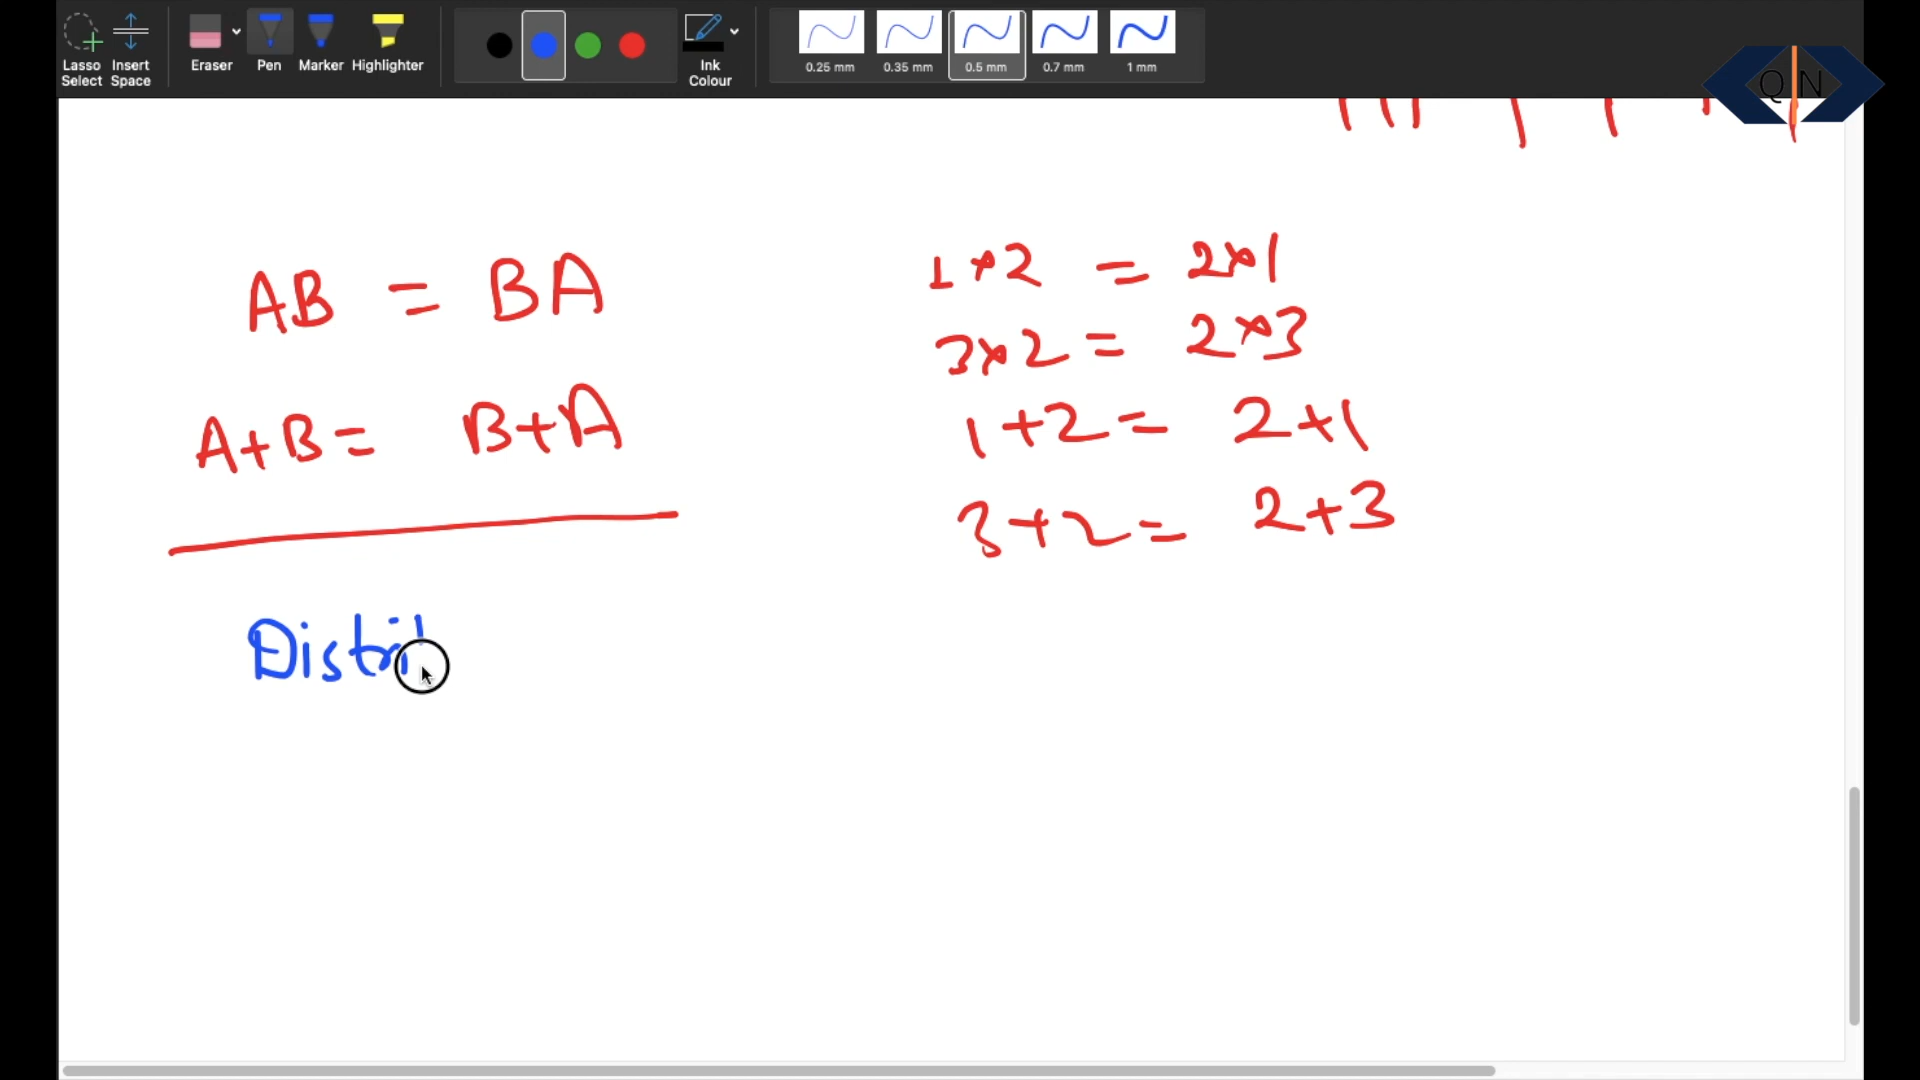 Lasso Select
Insert Space
Eraser
Pen
Marker
Highlighter
Ink Colour
0.25 mm
0.35 mm
0.5 mm
0.7 mm
1 mm
Q N
AB = BA
A+B= B+A
1*2 = 2*1
3*2 = 2*3
1+2= 2+1
3+2= 2+3
Distri